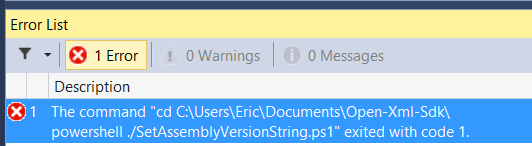 Error List
1 Error
0 Warnings
0 Messages
Description
1
The command "cd C:\Users\Eric\Documents\Open-Xml-Sdk\
powershell ./SetAssemblyVersionString.ps1" exited with code 1.